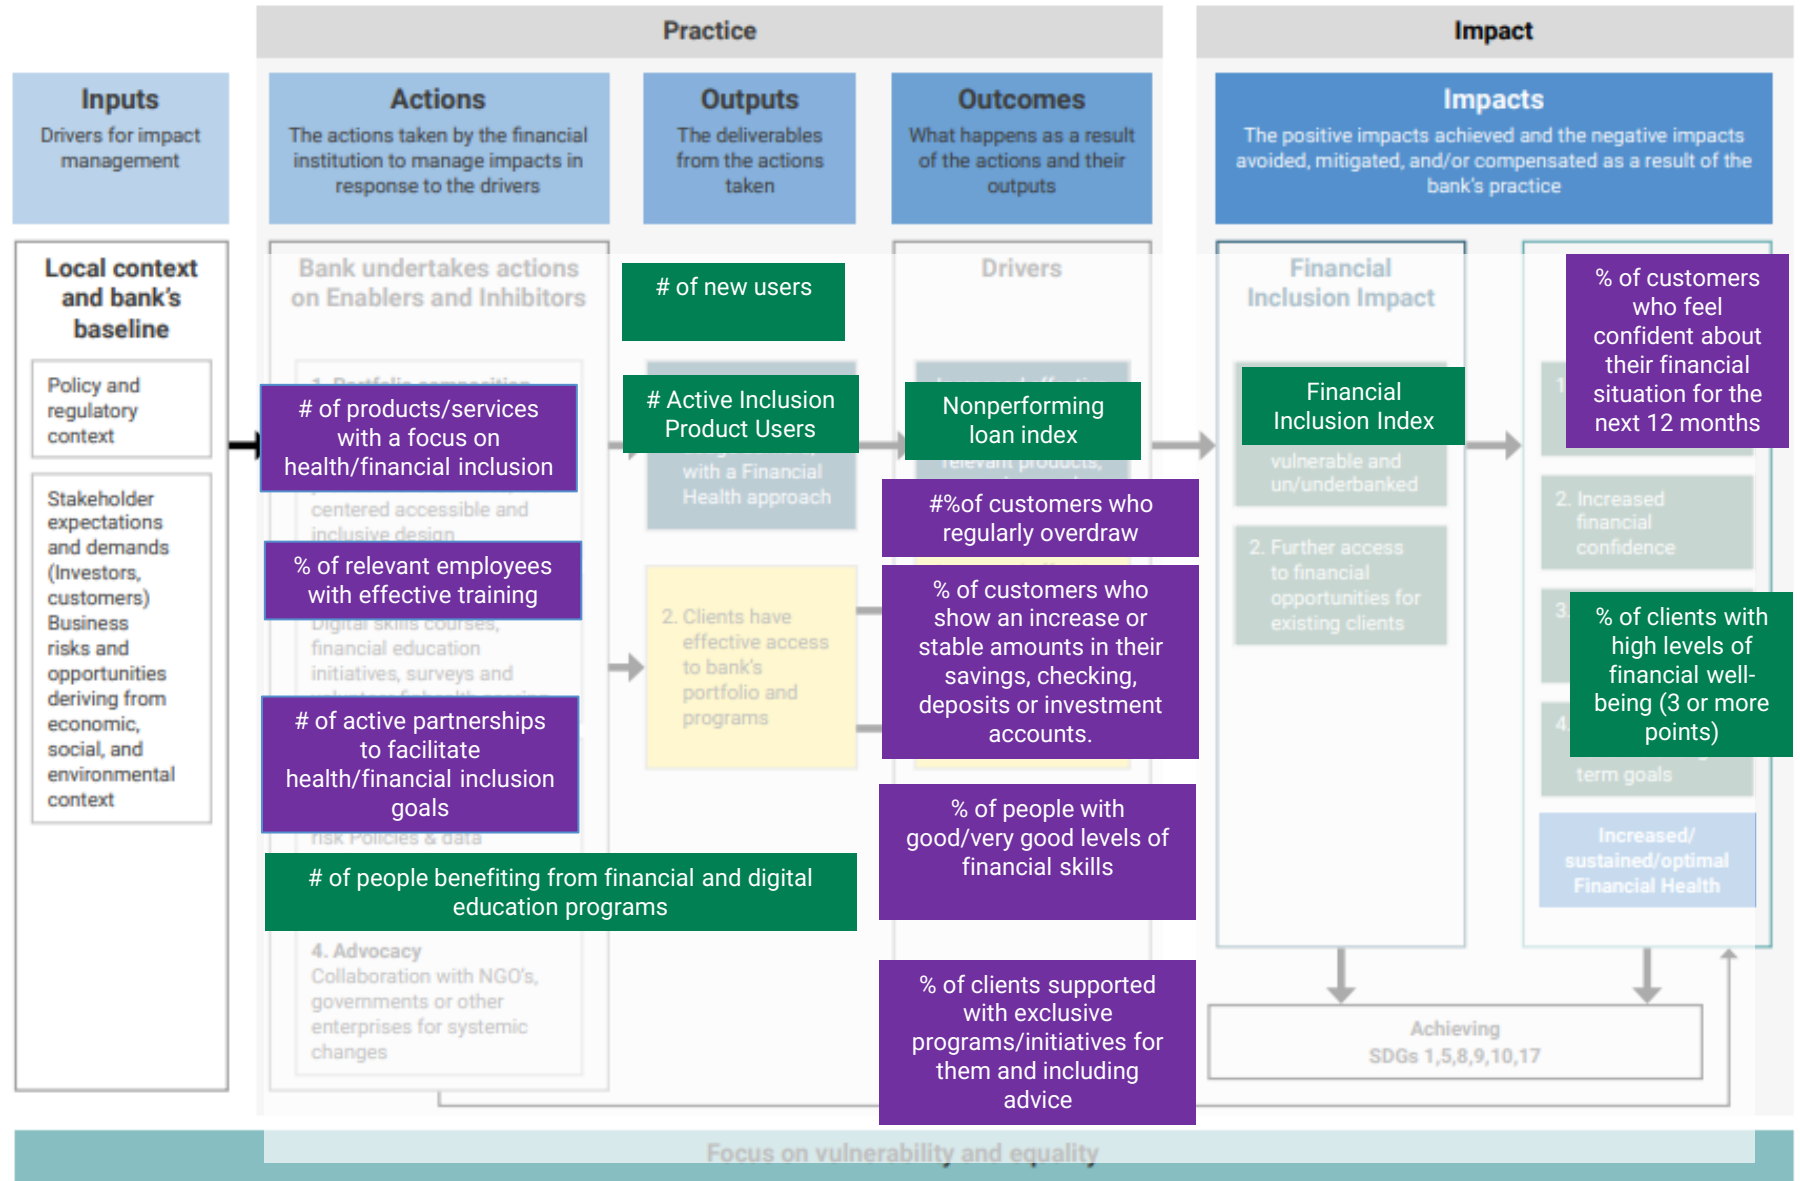 Practice
Impact
Inputs
Drivers for impact
management
Actions
The actions taken by the financial
institution to manage impacts in
response to the drivers
Outputs
The deliverables
from the actions
taken
Outcomes
What happens as a result
of the actions and their
outputs
Impacts
The positive impacts achieved and the negative impacts
avoided, mitigated, and/or compensated as a result of the
bank's practice
Local context
and bank's
baseline
Policy and
regulatory
context
Stakeholder
expectations
and demands
(Investors,
customers)
Business
risks and
opportunities
deriving from
economic,
social, and
environmental
context
Bank undertakes actions
on Enablers and Inhibitors
# of products/services
with a focus on
health/financial inclusion
centered accessible and
inclusive design
% of relevant employees
with effective training
Digital skills courses,
financial education
initiatives, surveys and
# of active partnerships
to facilitate
health/financial inclusion
goals
risk Policies & data
# of people benefiting from financial and digital
education programs
4. Advocacy
Collaboration with NGO's,
governments or other
enterprises for systemic
changes
# of new users
# Active Inclusion
Product Users
with a Financial
Health approach
2. Clients have
effective access
to bank's
portfolio and
programs
Drivers
Nonperforming
loan index
relevant products,
#%of customers who
regularly overdraw
% of customers who
show an increase or
stable amounts in their
savings, checking,
deposits or investment
accounts.
% of people with
good/very good levels of
financial skills
% of clients supported
with exclusive
programs/initiatives for
them and including
advice
Financial
Inclusion Impact
Financial
Inclusion Index
vulnerable and
un/underbanked
2. Further access
to financial
opportunities for
existing clients
% of customers
who feel
confident about
their financial
situation for the
next 12 months
1.
2. Increased
financial
confidence
3.
% of clients with
high levels of
financial well-
being (3 or more
points)
4.
term goals
Increased/
sustained/optimal
Financial Health
Achieving
SDGs 1,5,8,9,10,17
Focus on vulnerability and equality